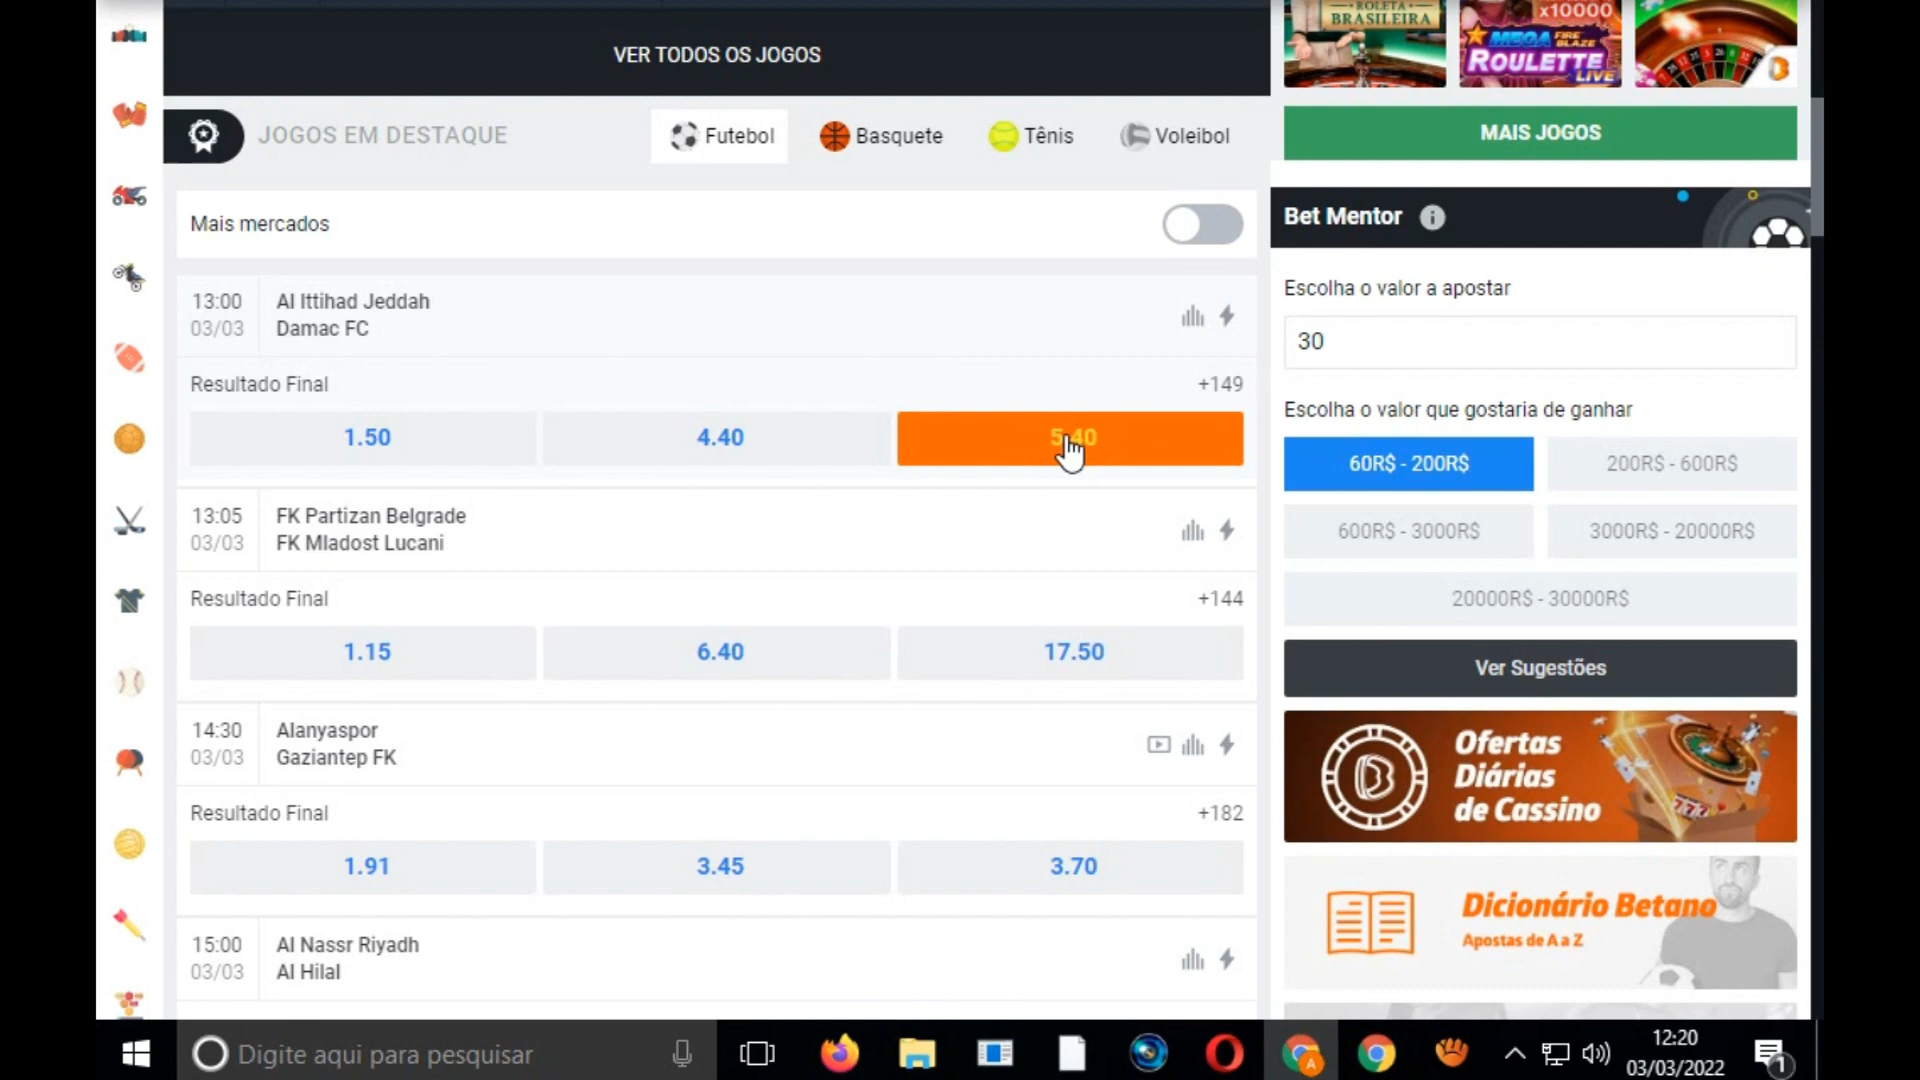 VER TODOS OS JOGOS
JOGOS EM DESTAQUE
Futebol
Basquete
Tênis
Voleibol
Mais mercados
13:00 Al Ittihad Jeddah
03/03 Damac FC
Resultado Final +149
1.50 4.40 5.40
13:05 FK Partizan Belgrade
03/03 FK Mladost Lucani
Resultado Final +144
1.15 6.40 17.50
14:30 Alanyaspor
03/03 Gaziantep FK
Resultado Final +182
1.91 3.45 3.70
15:00 Al Nassr Riyadh
03/03 Al Hilal
ROLETA
BRASILEIRA
x10000
MEGA FIRE BLAZE
ROULETTE
LIVE
MAIS JOGOS
Bet Mentor
Escolha o valor a apostar
30
Escolha o valor que gostaria de ganhar
60R$ - 200R$ 200R$ - 600R$
600R$ - 3000R$ 3000R$ - 20000R$
20000R$ - 30000R$
Ver Sugestões
Ofertas
Diárias
de Cassino
777
Dicionário Betano
Apostas de A a Z
Digite aqui para pesquisar
A
12:20
03/03/2022
1